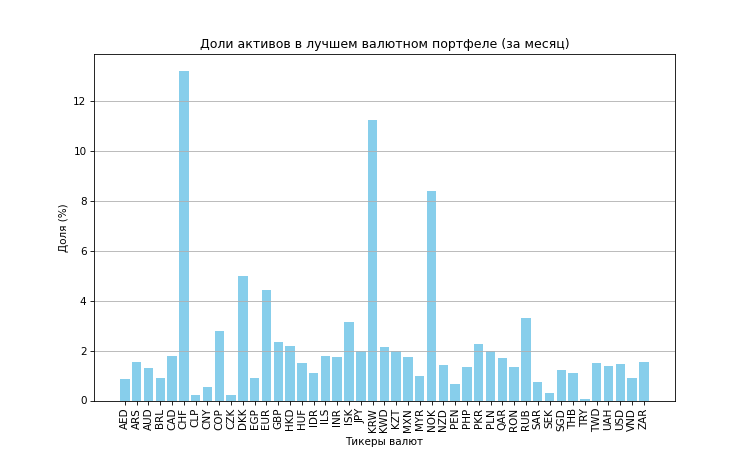 Доли активов в лучшем валютном портфеле (за месяц)
Доля (%)
12
10
8
6
4
2
0
AED ARS AUD BRL CAD CHF CLP CNY COP CZK DKK EGP EUR GBP HKD HUF IDR ILS INR ISK JPY KRW KWD KZT MXN MYR NOK NZD PEN PHP PKR PLN QAR RON RUB SAR SEK SGD THB TRY TWD UAH USD VND ZAR
Тикеры валют